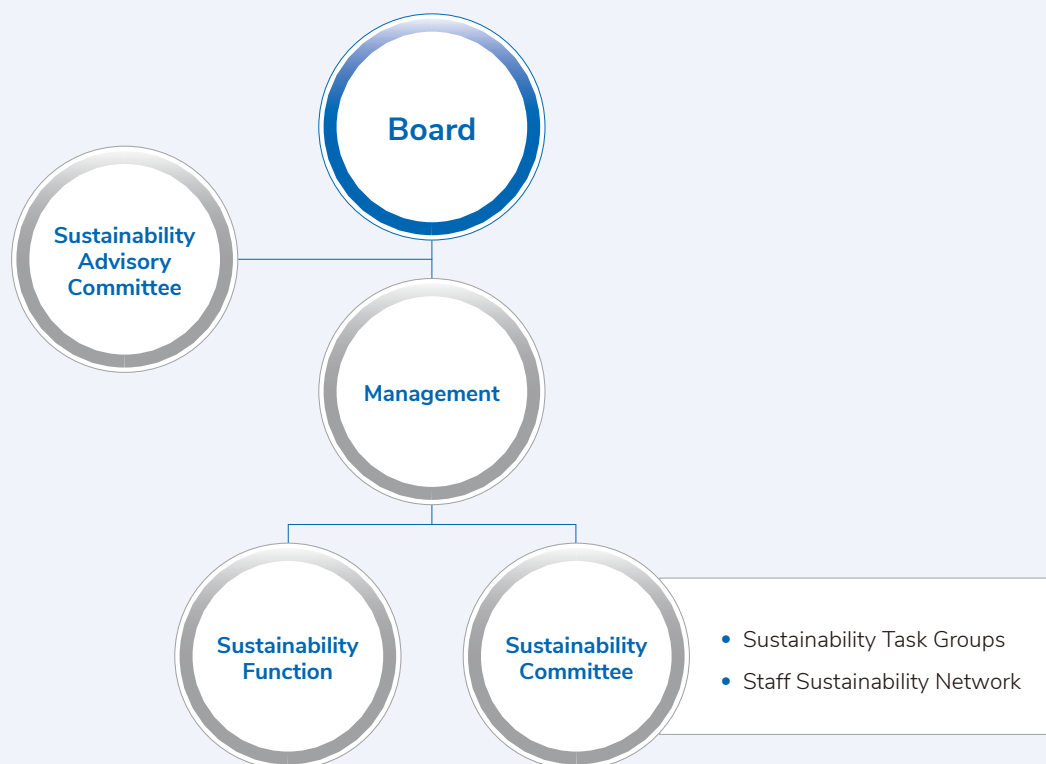 Board
Sustainability
Advisory
Committee
Management
Sustainability
Function
Sustainability
Committee
• Sustainability Task Groups
• Staff Sustainability Network